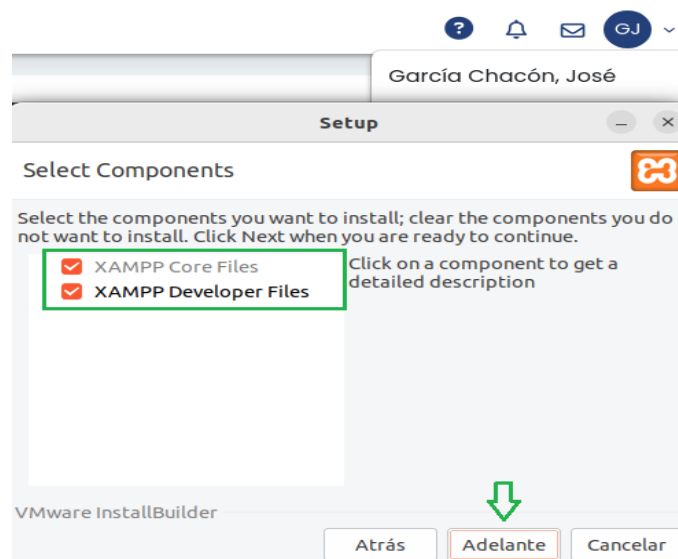 ? GJ
García Chacón, José
Setup
Select Components
Select the components you want to install; clear the components you do
not want to install. Click Next when you are ready to continue.
XAMPP Core Files
XAMPP Developer Files
Click on a component to get a
detailed description
VMware InstallBuilder
Atrás Adelante Cancelar